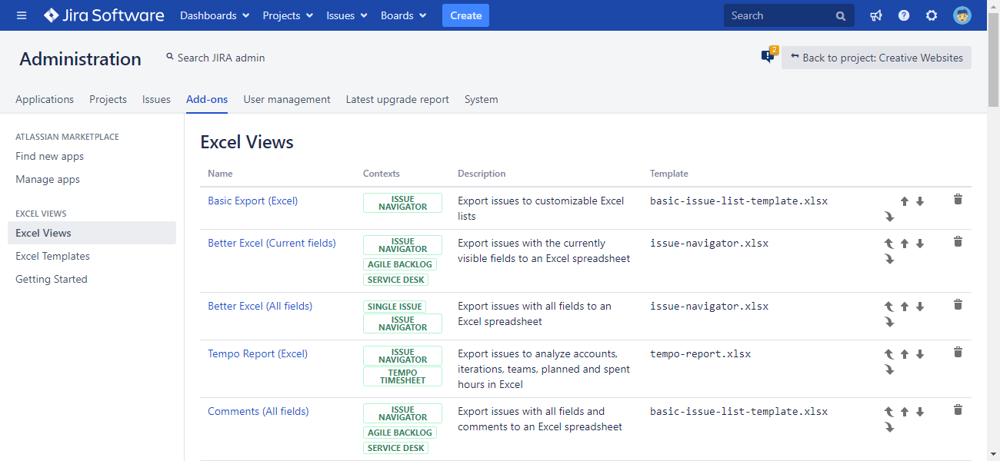 Jira Software Dashboards Projects Issues Boards Create Search
Administration Search JIRA admin 2 Back to project: Creative Websites
Applications Projects Issues Add-ons User management Latest upgrade report System
ATLASSIAN MARKETPLACE
Find new apps
Manage apps
EXCEL VIEWS
Excel Views
Excel Templates
Getting Started
Excel Views
Name Contexts Description Template
Basic Export (Excel) ISSUE Export issues to customizable Excel basic-issue-list-template.xlsx
NAVIGATOR lists
Better Excel (Current fields) ISSUE Export issues with the currently issue-navigator.xlsx
NAVIGATOR visible fields to an Excel spreadsheet
AGILE BACKLOG
SERVICE DESK
Better Excel (All fields) SINGLE ISSUE Export issues with all fields to an issue-navigator.xlsx
ISSUE Excel spreadsheet
NAVIGATOR
Tempo Report (Excel) ISSUE Export issues to analyze accounts, tempo-report.xlsx
NAVIGATOR iterations, teams, planned and spent
TEMPO hours in Excel
TIMESHEET
Comments (All fields) ISSUE Export issues with all fields and basic-issue-list-template.xlsx
NAVIGATOR comments to an Excel spreadsheet
AGILE BACKLOG
SERVICE DESK